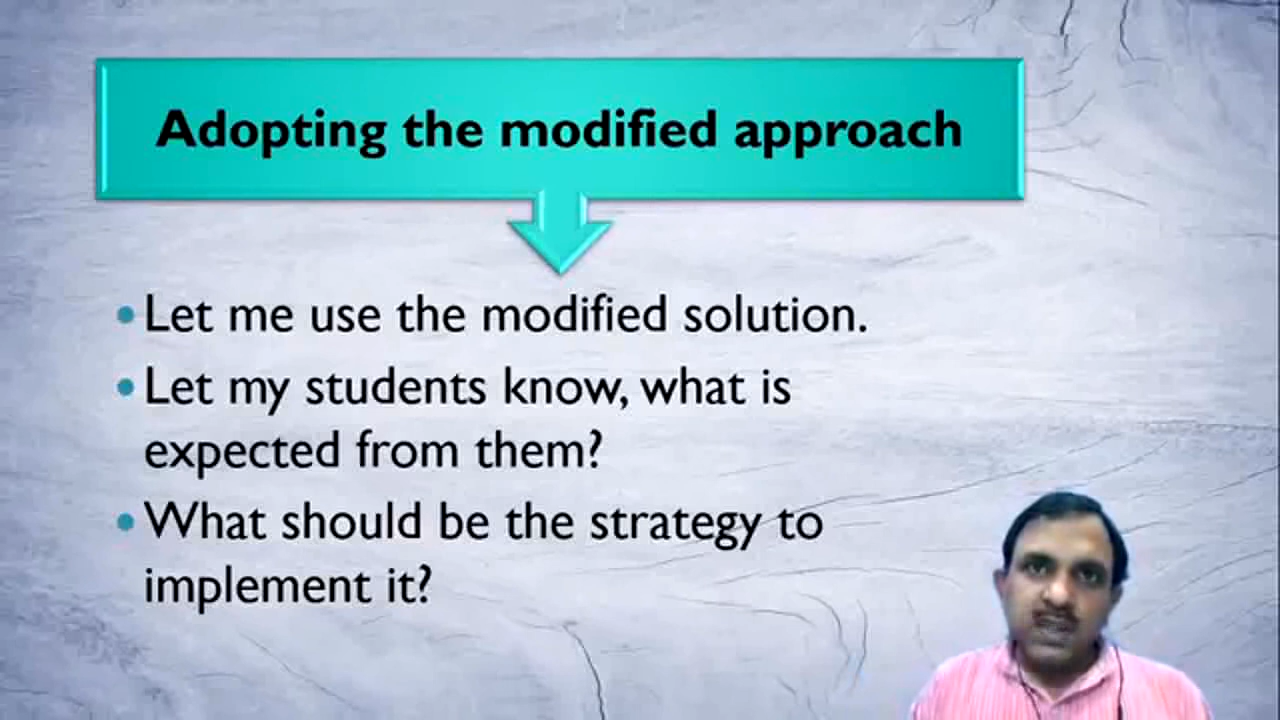 Adopting the modified approach
• Let me use the modified solution.
• Let my students know, what is
expected from them?
• What should be the strategy to
implement it?